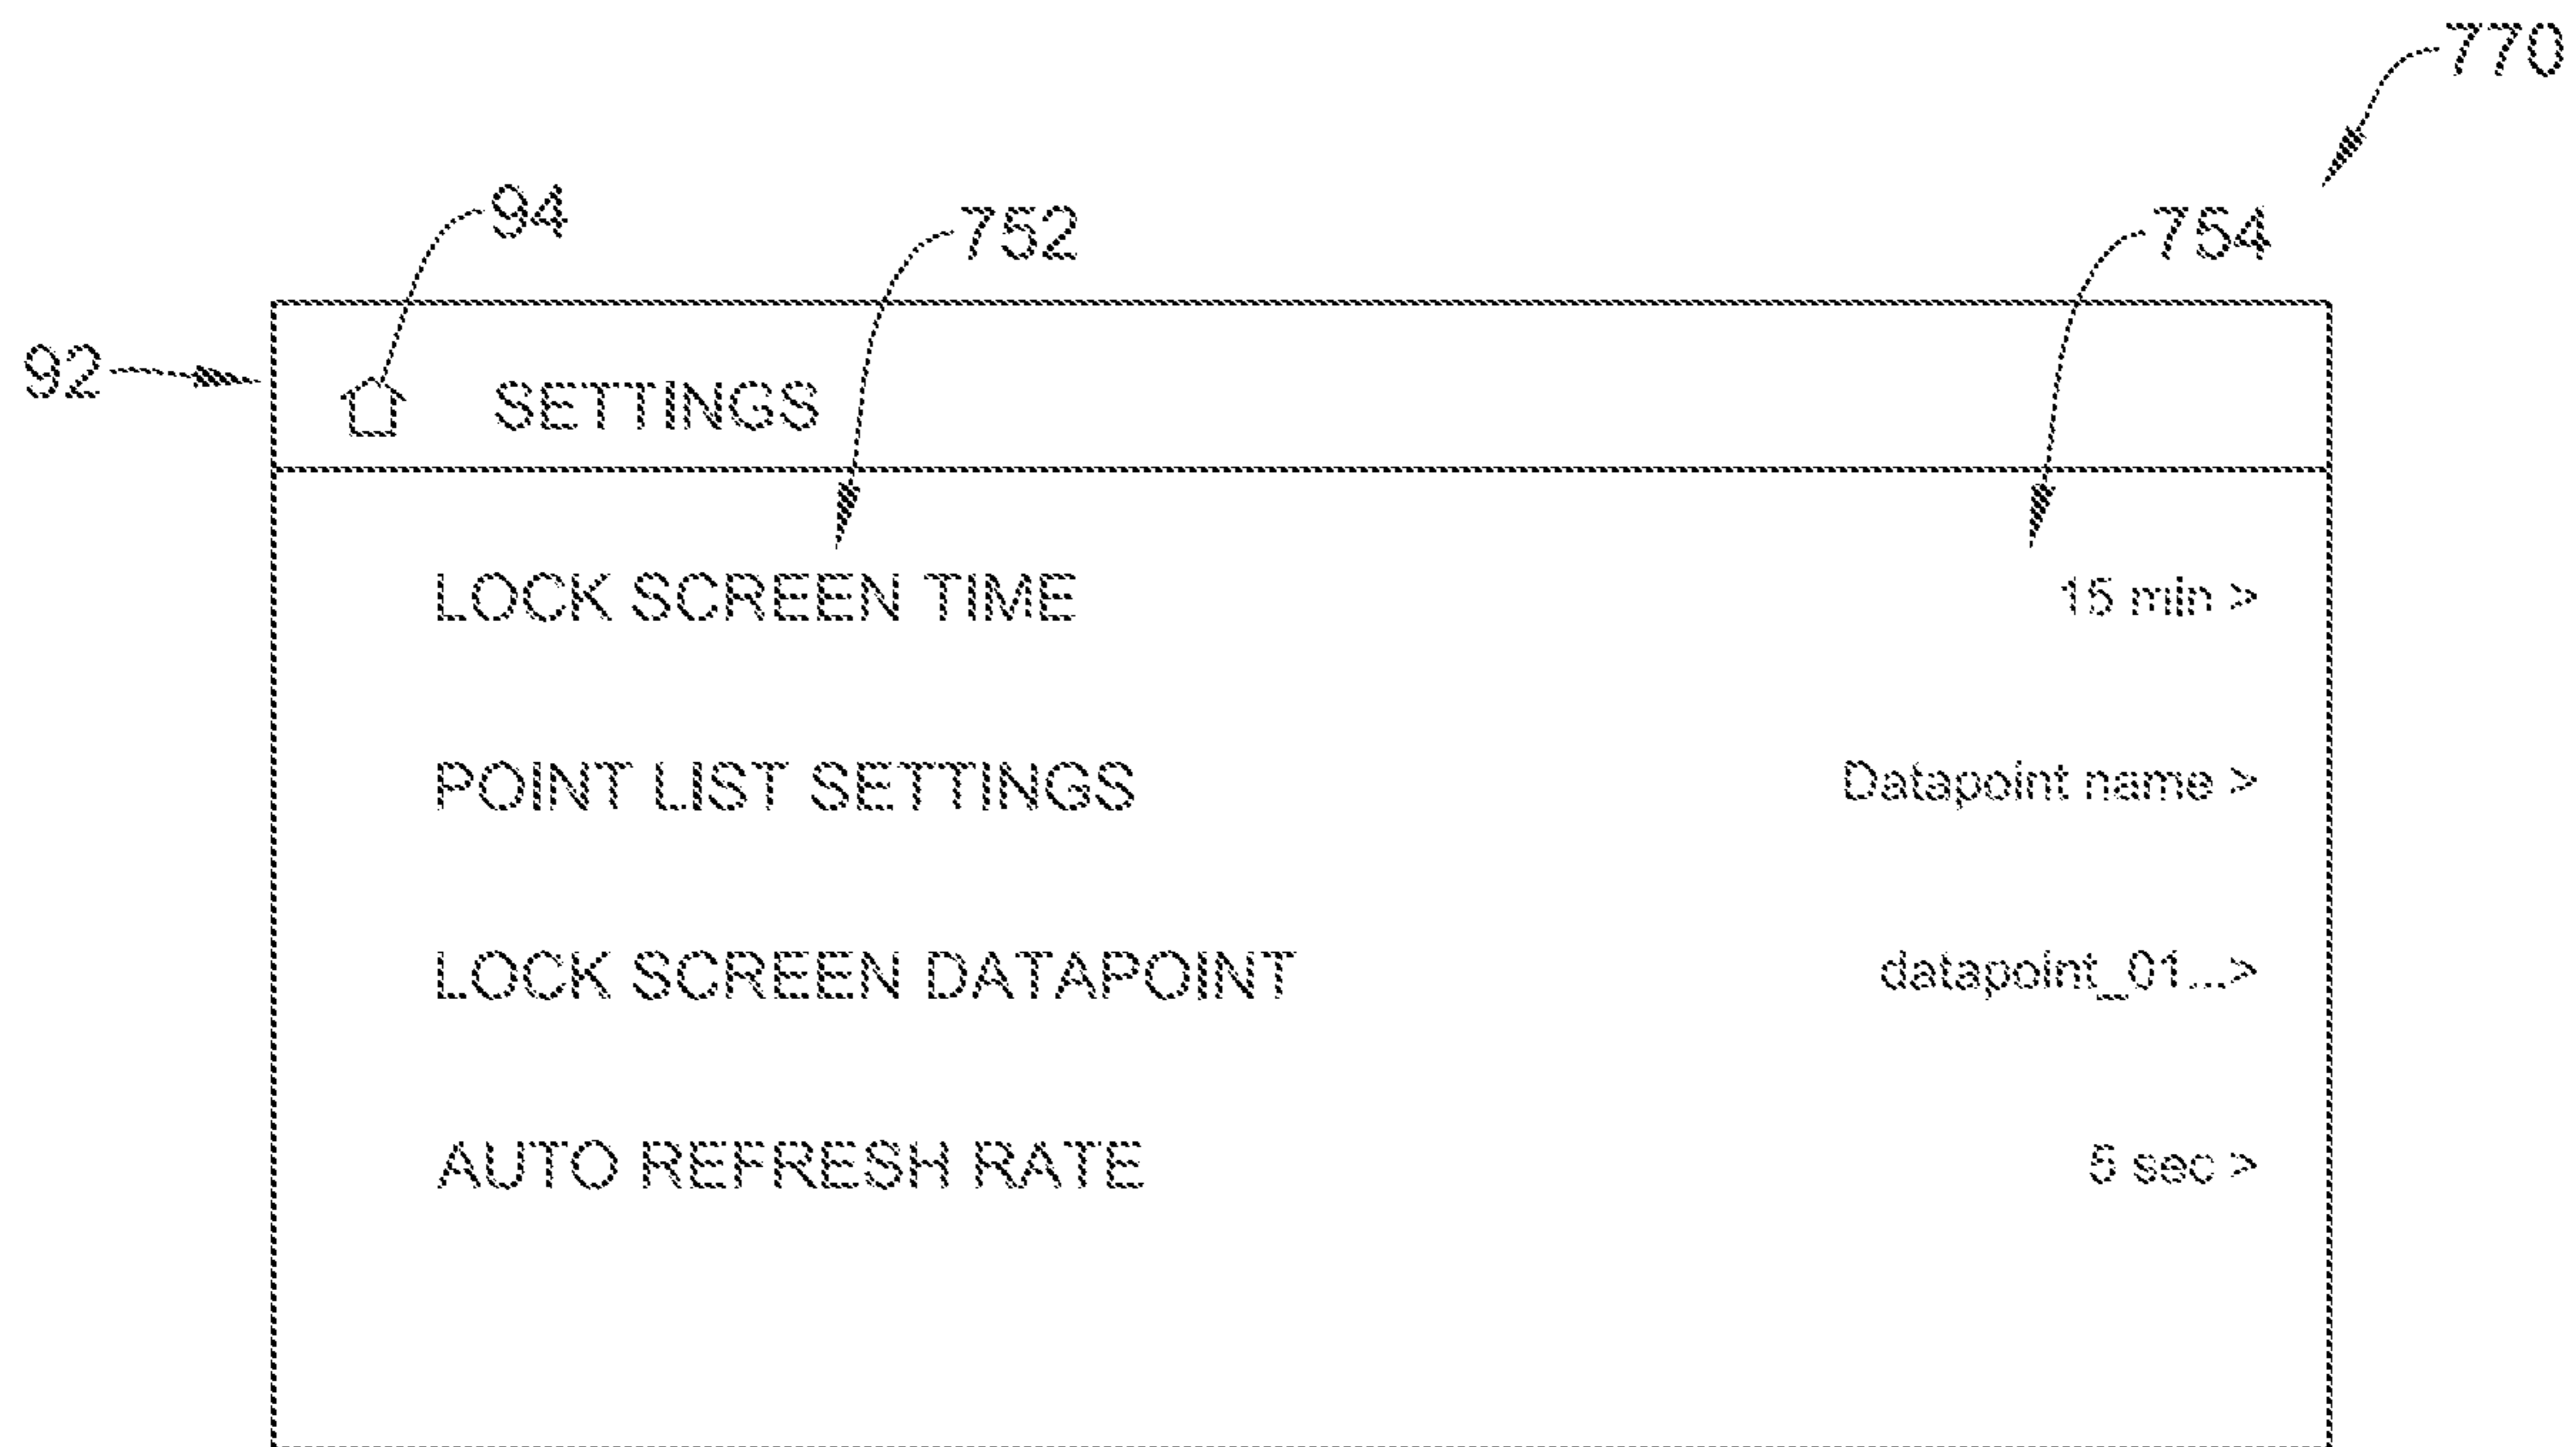 770
94
752
754
92
SETTINGS
LOCK SCREEN TIME 15 min >
POINT LIST SETTINGS Datapoint name >
LOCK SCREEN DATAPOINT datapoint_01...>
AUTO REFRESH RATE 5 sec >